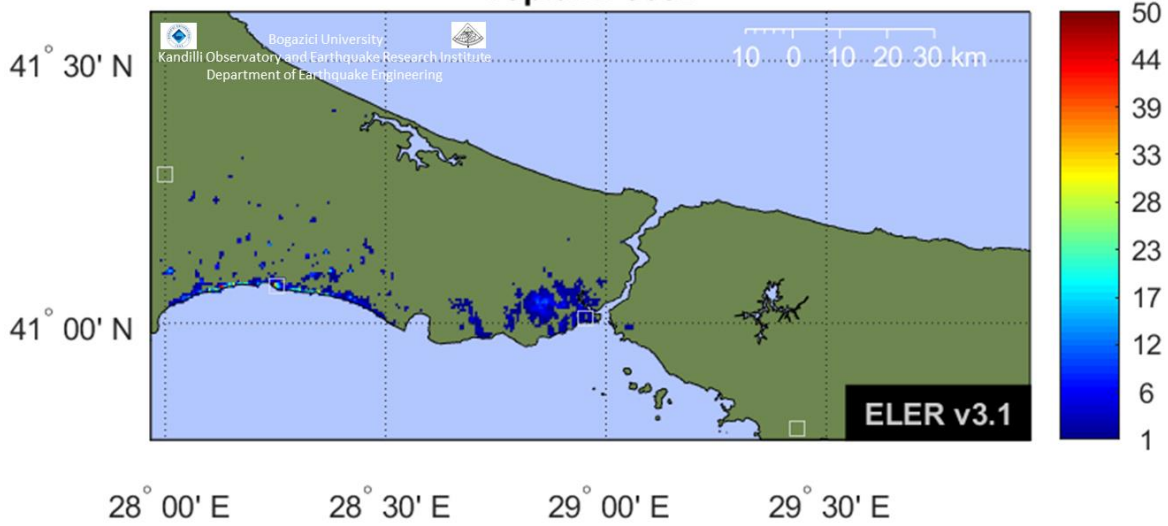 50
Bogazici University
Kandilli Observatory and Earthquake Research Institute
Department of Earthquake Engineering
10 0 10 20 30 km
41° 30' N
44
39
33
28
23
17
41° 00' N
12
6
ELER v3.1
1
28° 00' E 28° 30' E 29° 00' E 29° 30' E